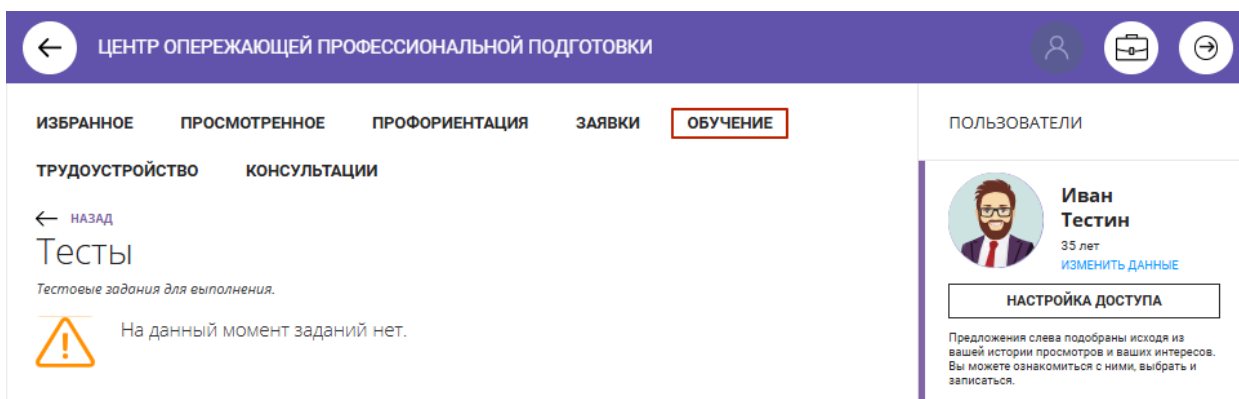 ЦЕНТР ОПЕРЕЖАЮЩЕЙ ПРОФЕССИОНАЛЬНОЙ ПОДГОТОВКИ
ИЗБРАННОЕ ПРОСМОТРЕННОЕ ПРОФОРИЕНТАЦИЯ ЗАЯВКИ ОБУЧЕНИЕ
ТРУДОУСТРОЙСТВО КОНСУЛЬТАЦИИ
НАЗАД
Тесты
Тестовые задания для выполнения.
На данный момент заданий нет.
ПОЛЬЗОВАТЕЛИ
Иван
Тестин
35 лет
ИЗМЕНИТЬ ДАННЫЕ
НАСТРОЙКА ДОСТУПА
Предложения слева подобраны исходя из
вашей истории просмотров и ваших интересов.
Вы можете ознакомиться с ними, выбрать и
записаться.